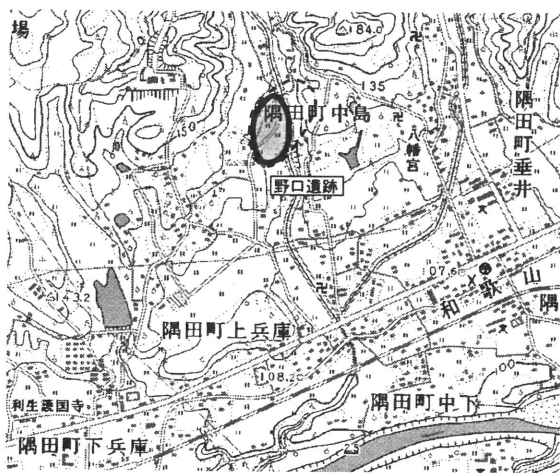 場
184.0
135
隅田町中島
150
八幡宮
隅田町垂井
野口遺跡
107.6
和歌山
隅
143.2
隅田町上兵庫
108.2
100
利生護国寺
隅田町中下
隅田町下兵庫